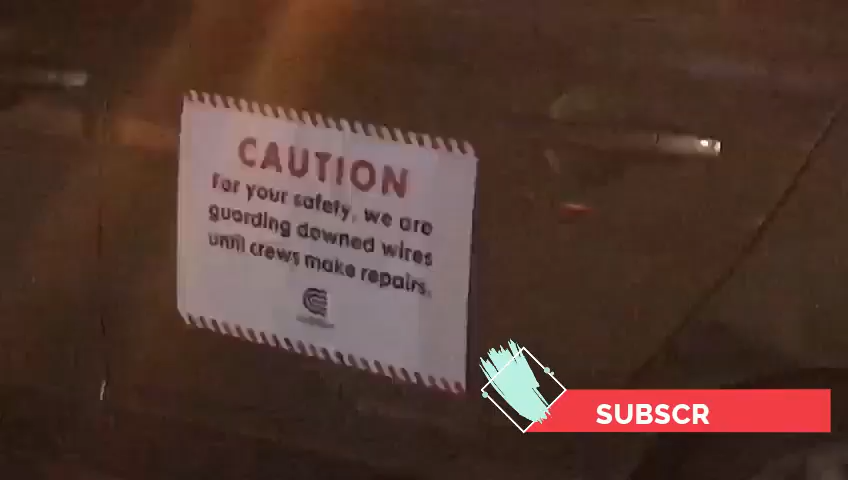 CAUTION
For your safety, we are
guarding downed wires
until crews make repairs.
SUBSCR